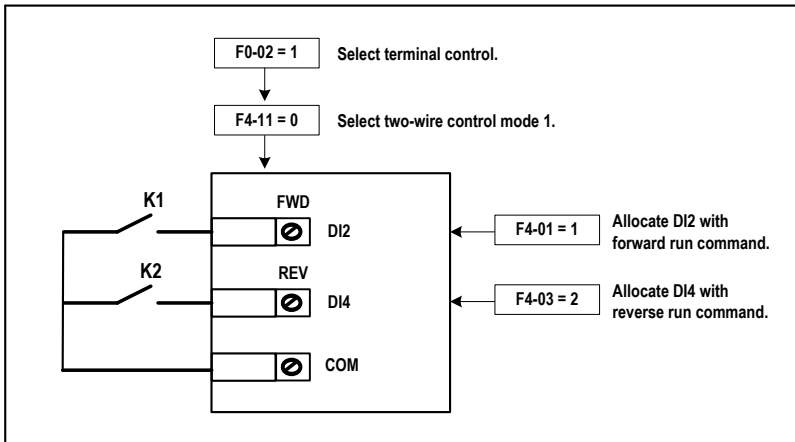 F0-02 = 1
Select terminal control.
F4-11 = 0
Select two-wire control mode 1.
K1
FWD
DI2
F4-01 = 1
Allocate DI2 with
forward run command.
K2
REV
DI4
F4-03 = 2
Allocate DI4 with
reverse run command.
COM